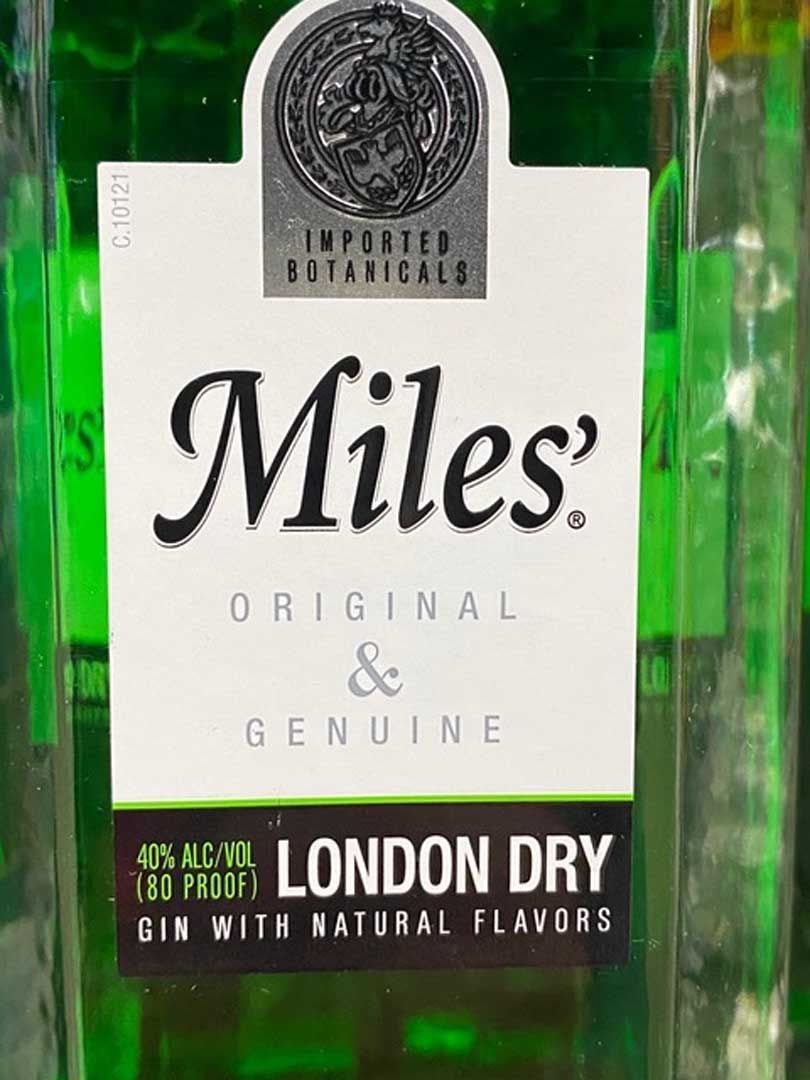 C.10121
IMPORTED
BOTANICALS
Miles'®
ORIGINAL
&
GENUINE
40% ALC/VOL
(80 PROOF)
LONDON DRY
GIN WITH NATURAL FLAVORS